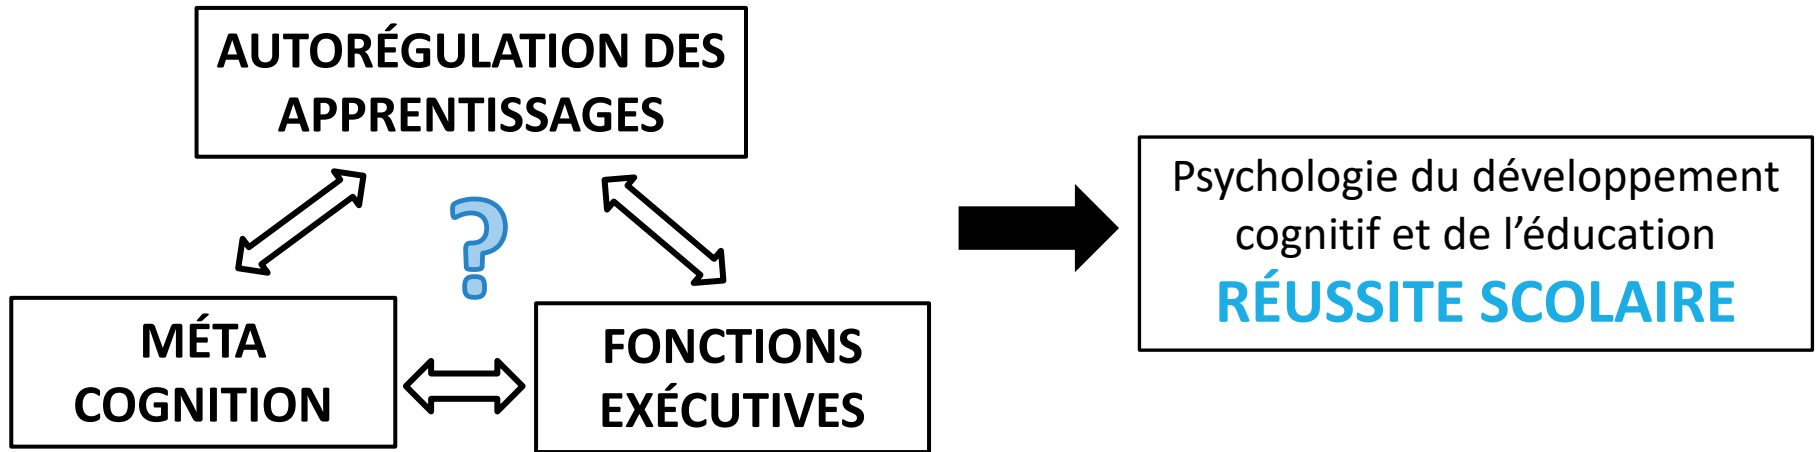 AUTORÉGULATION DES
APPRENTISSAGES
?
MÉTA
COGNITION
FONCTIONS
EXÉCUTIVES
Psychologie du développement
cognitif et de l’éducation
RÉUSSITE SCOLAIRE